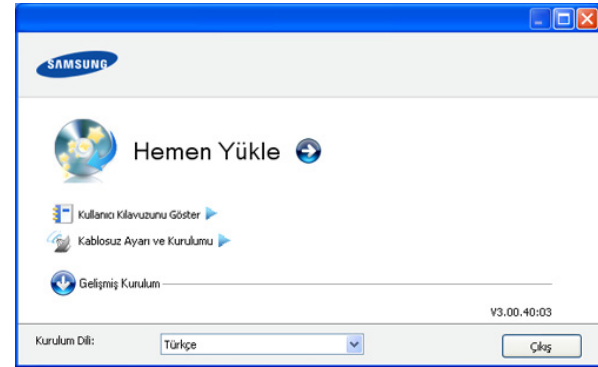 SAMSUNG
Hemen Yükle
Kullanıcı Kılavuzunu Göster
Kablosuz Ayarı ve Kurulumu
Gelişmiş Kurulum
V3.00.40:03
Kurulum Dili: Türkçe Çıkış